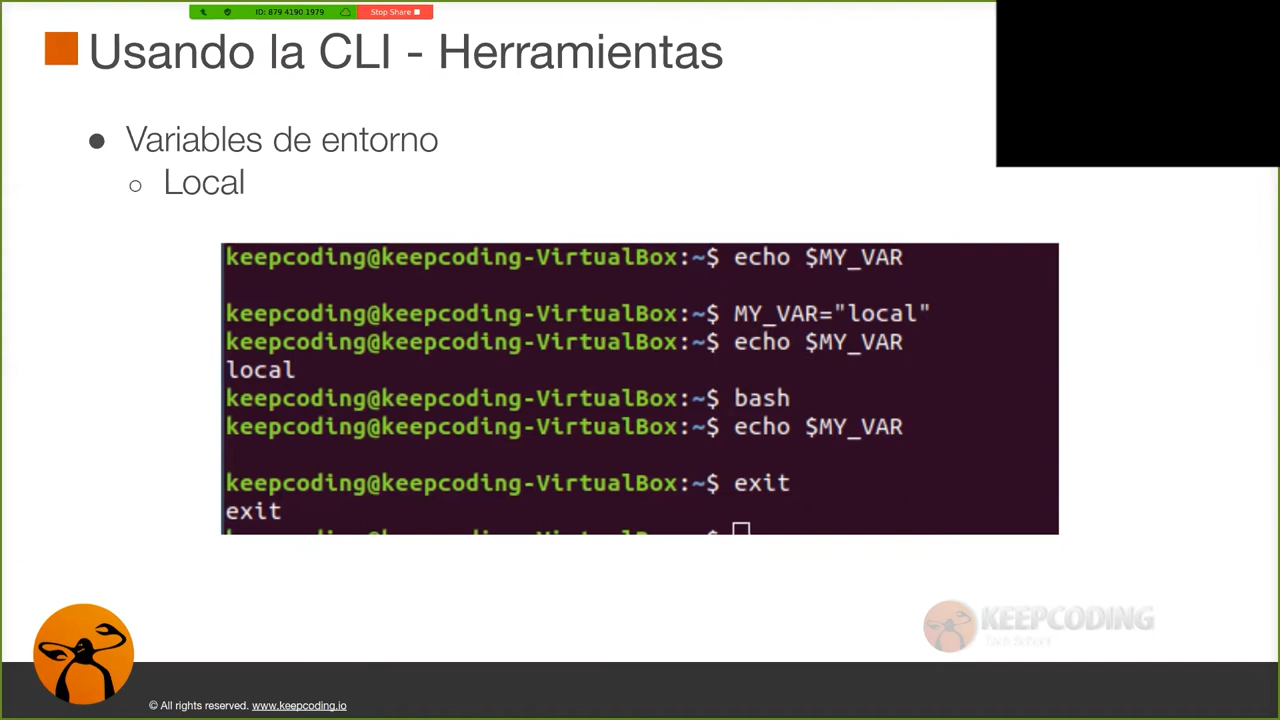 ID: 879 4190 1979
Stop Share
Usando la CLI - Herramientas
● Variables de entorno
○ Local
keepcoding@keepcoding-VirtualBox:~$ echo $MY_VAR
keepcoding@keepcoding-VirtualBox:~$ MY_VAR="local"
keepcoding@keepcoding-VirtualBox:~$ echo $MY_VAR
local
keepcoding@keepcoding-VirtualBox:~$ bash
keepcoding@keepcoding-VirtualBox:~$ echo $MY_VAR
keepcoding@keepcoding-VirtualBox:~$ exit
exit
KEEPCODING
Tech School
© All rights reserved. www.keepcoding.io